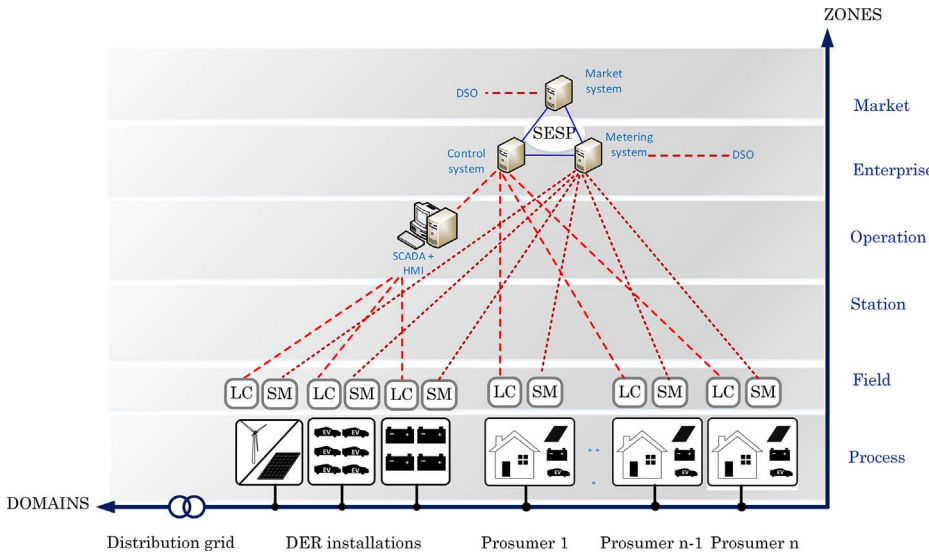 ZONES
Market
system
DSO
Market
SESP
Control
system
Metering
system
DSO
Enterprise
SCADA +
HMI
Operation
Station
Field
LC SM LC SM LC SM LC SM LC SM LC SM
EV EV
EV EV
EV EV
EV EV EV
Process
DOMAINS
Distribution grid DER installations Prosumer 1 Prosumer n-1 Prosumer n